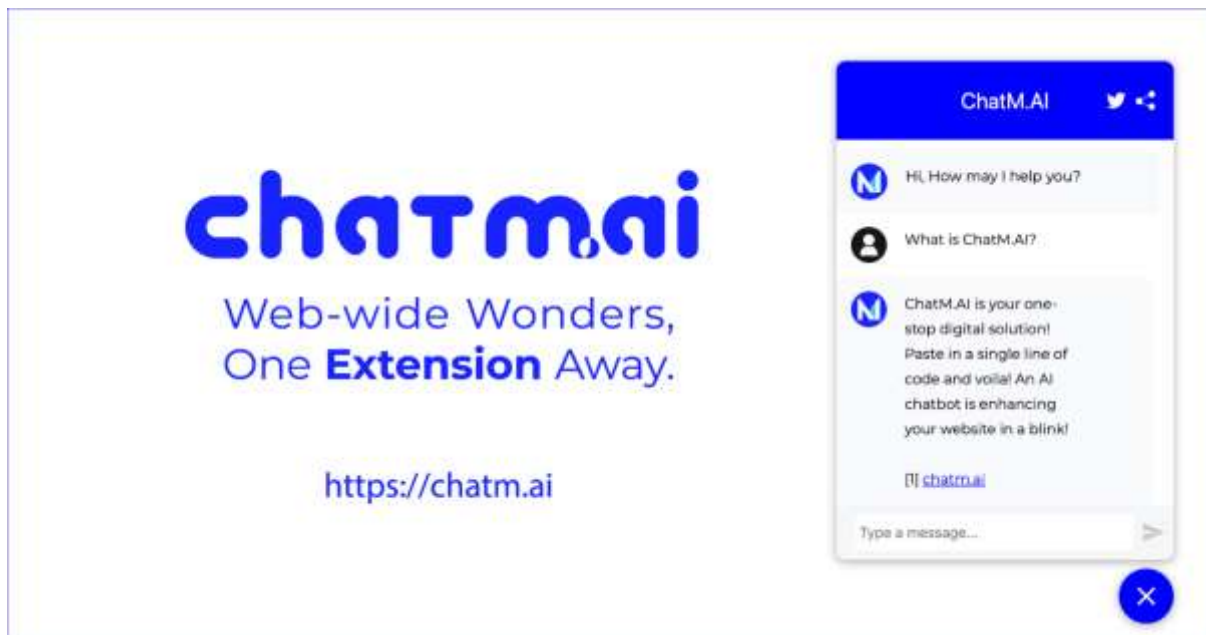 chatm.ai
Web-wide Wonders,
One Extension Away.
https://chatm.ai
ChatM.AI
Hi, How may I help you?
What is ChatM.AI?
ChatM.AI is your one-
stop digital solution!
Paste in a single line of
code and voila! An AI
chatbot is enhancing
your website in a blink!
[1] chatm.ai
Type a message...